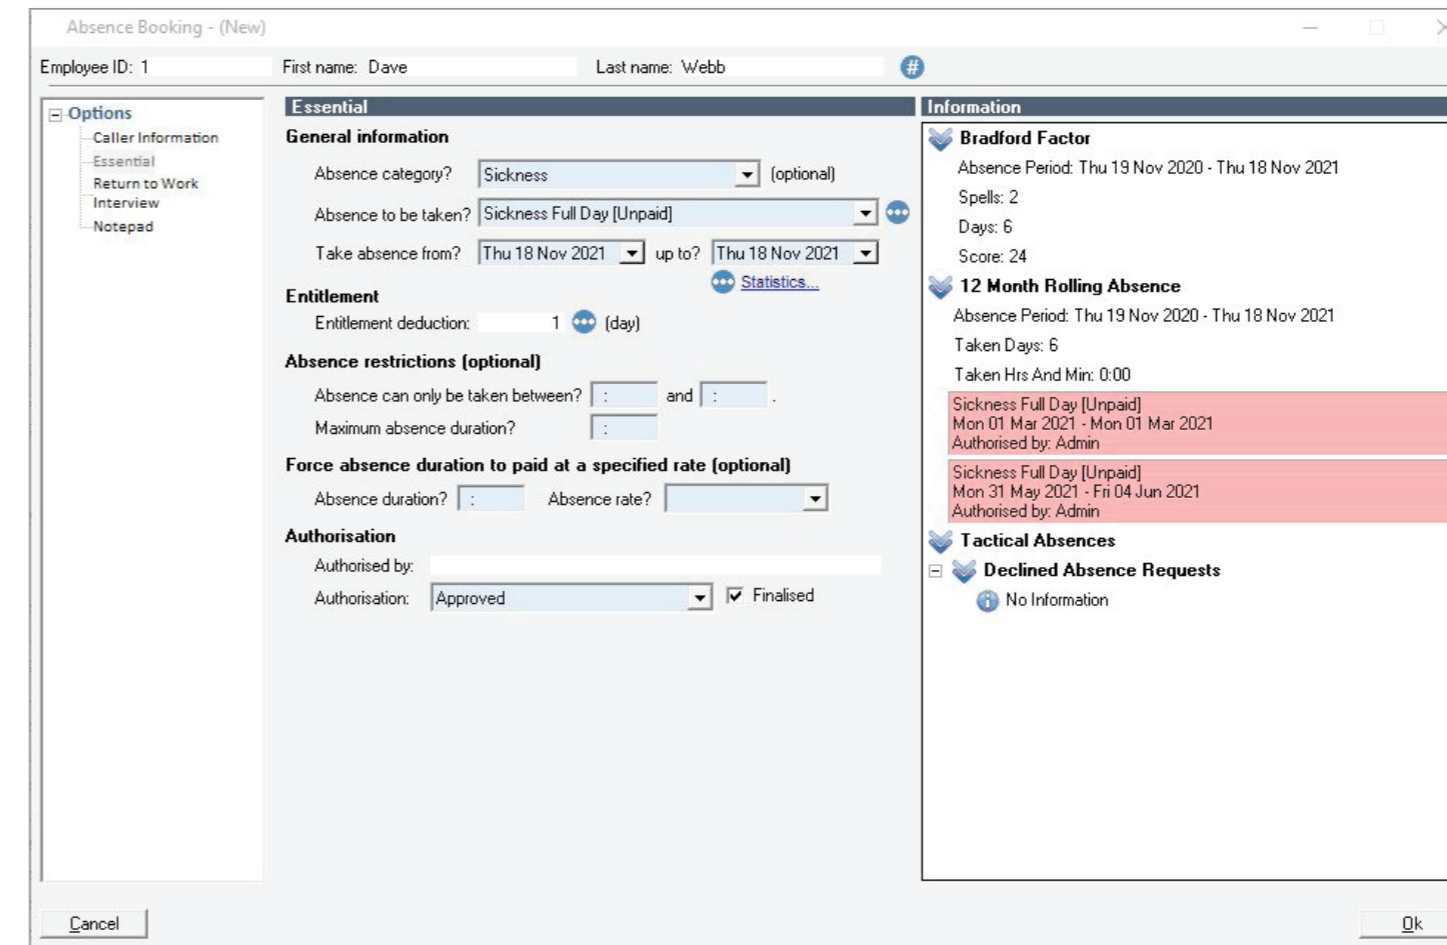 Absence Booking - (New)
Employee ID: 1 First name: Dave Last name: Webb #
Options
Caller Information
Essential
Return to Work
Interview
Notepad
Essential
General information
Absence category? Sickness (optional)
Absence to be taken? Sickness Full Day [Unpaid]
Take absence from? Thu 18 Nov 2021 up to? Thu 18 Nov 2021
Statistics...
Entitlement
Entitlement deduction: 1 (day)
Absence restrictions (optional)
Absence can only be taken between? : and : .
Maximum absence duration? :
Force absence duration to paid at a specified rate (optional)
Absence duration? : Absence rate?
Authorisation
Authorised by:
Authorisation: Approved Finalised
Information
Bradford Factor
Absence Period: Thu 19 Nov 2020 - Thu 18 Nov 2021
Spells: 2
Days: 6
Score: 24
12 Month Rolling Absence
Absence Period: Thu 19 Nov 2020 - Thu 18 Nov 2021
Taken Days: 6
Taken Hrs And Min: 0:00
Sickness Full Day [Unpaid]
Mon 01 Mar 2021 - Mon 01 Mar 2021
Authorised by: Admin
Sickness Full Day [Unpaid]
Mon 31 May 2021 - Fri 04 Jun 2021
Authorised by: Admin
Tactical Absences
Declined Absence Requests
No Information
Cancel
Ok